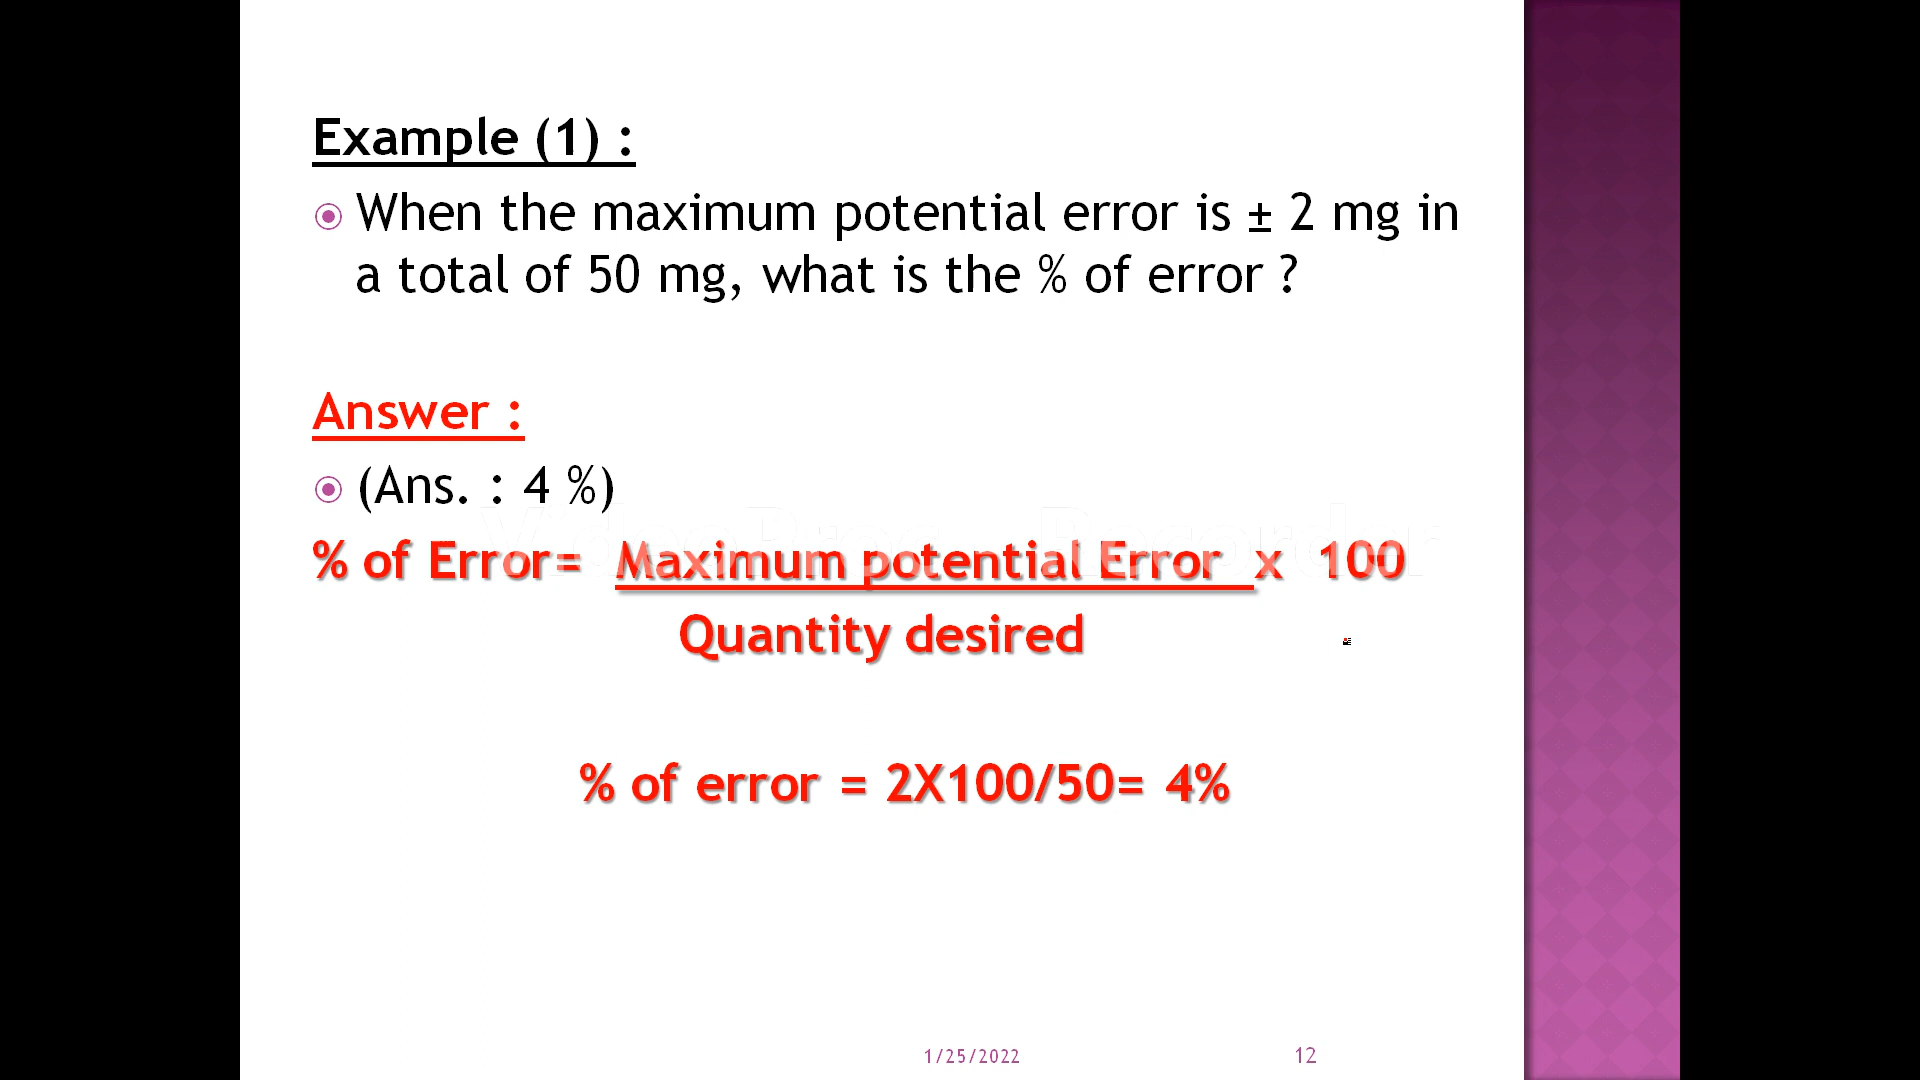 Example (1) :
When the maximum potential error is ± 2 mg in
a total of 50 mg, what is the % of error ?
Answer :
(Ans. : 4 %)
% of Error= Maximum potential Error x 100
Quantity desired
% of error = 2X100/50= 4%
1/25/2022
12